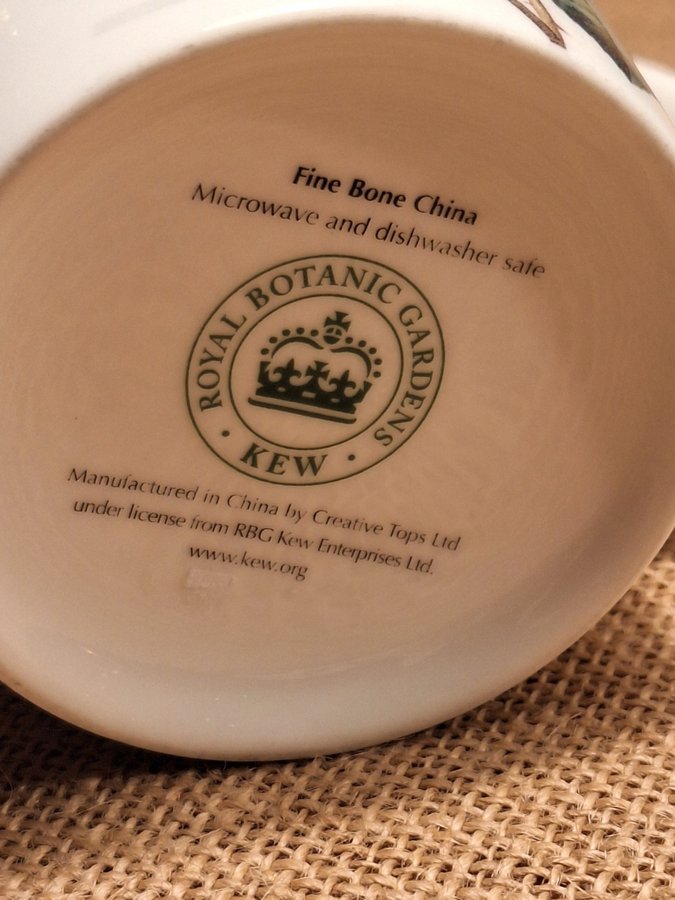 Fine Bone China
Microwave and dishwasher safe
ROYAL BOTANIC GARDENS
• KEW •
Manufactured in China by Creative Tops Ltd
under license from RBG Kew Enterprises Ltd.
www.kew.org